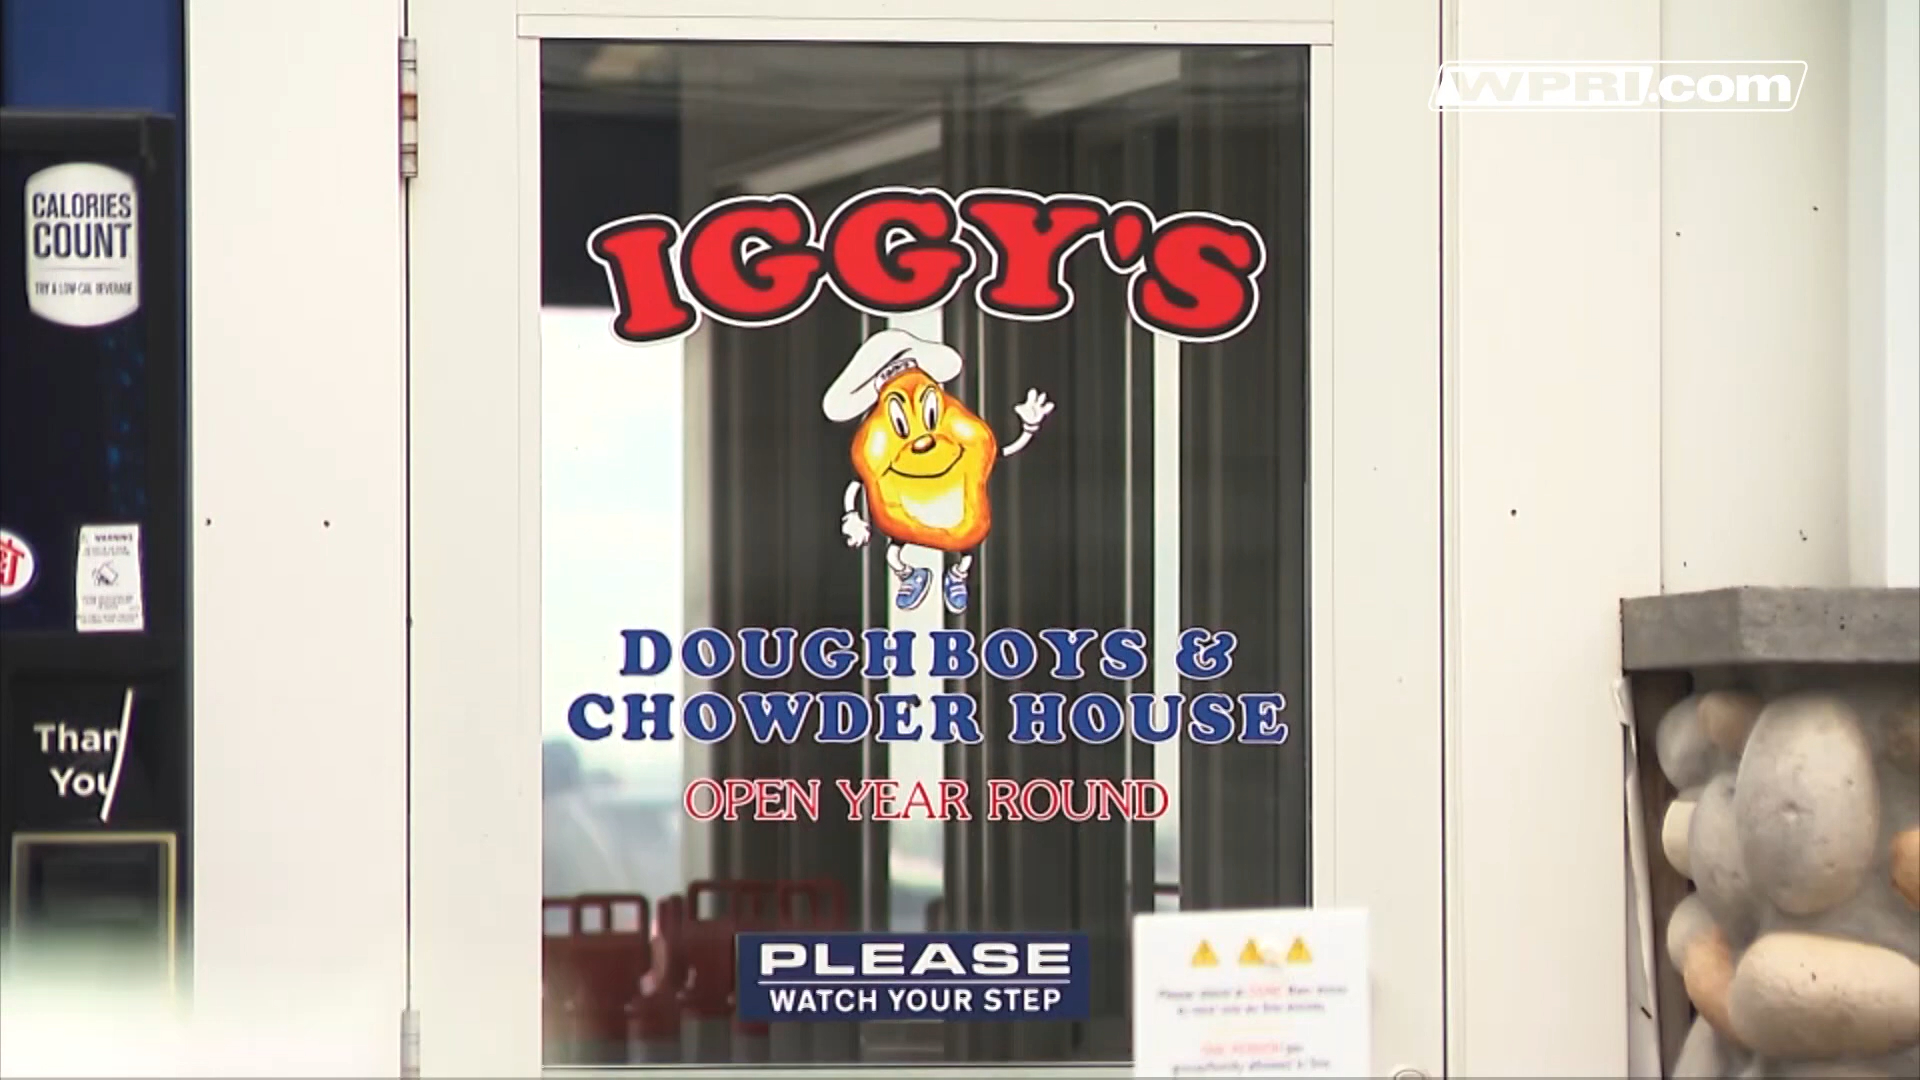 WPRI.com
CALORIES
COUNT
TRY A LOW-CAL BEVERAGE
WARNING
Than
You
IGGY'S
DOUGHBOYS &
CHOWDER HOUSE
OPEN YEAR ROUND
PLEASE
WATCH YOUR STEP